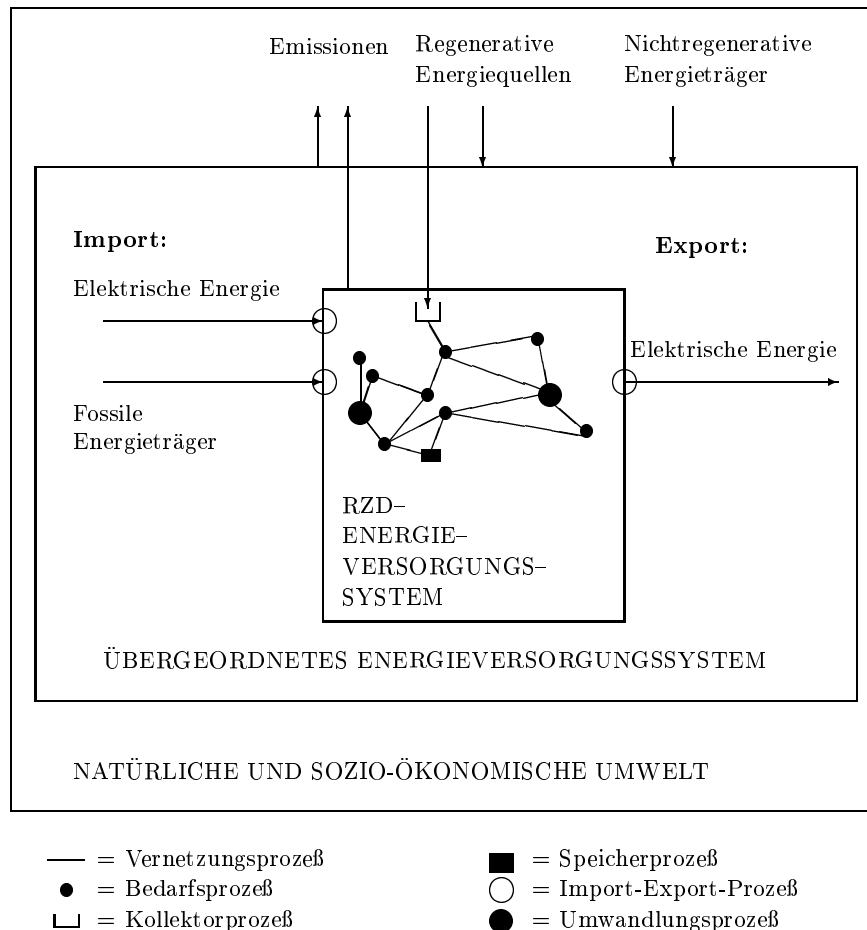 Emissionen
Regenerative
Energiequellen
Nichtregenerative
Energieträger
Import:
Export:
Elektrische Energie
Elektrische Energie
Fossile
Energieträger
RZD–
ENERGIE–
VERSORGUNGS–
SYSTEM
ÜBERGEORDNETES ENERGIEVERSORGUNGSSYSTEM
NATÜRLICHE UND SOZIO-ÖKONOMISCHE UMWELT
= Vernetzungsprozeß
= Bedarfsprozeß
= Kollektorprozeß
= Speicherprozeß
= Import-Export-Prozeß
= Umwandlungsprozeß